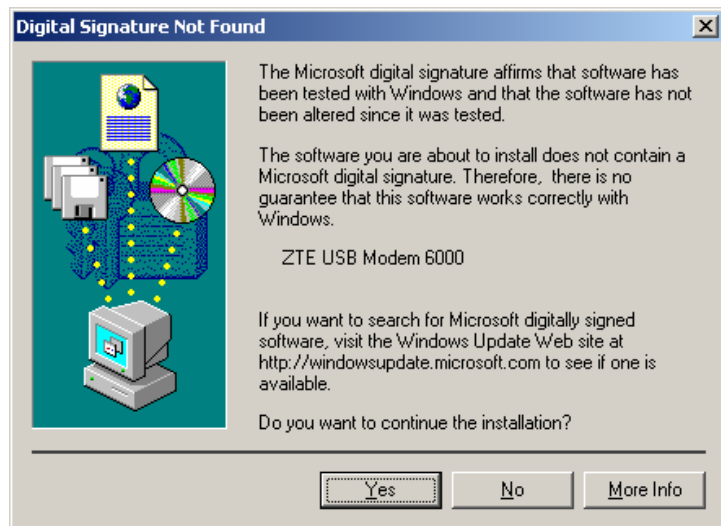 Digital Signature Not Found
The Microsoft digital signature affirms that software has
been tested with Windows and that the software has not
been altered since it was tested.
The software you are about to install does not contain a
Microsoft digital signature. Therefore, there is no
guarantee that this software works correctly with
Windows.
ZTE USB Modem 6000
If you want to search for Microsoft digitally signed
software, visit the Windows Update Web site at
http://windowsupdate.microsoft.com to see if one is
available.
Do you want to continue the installation?
Yes
No
More Info